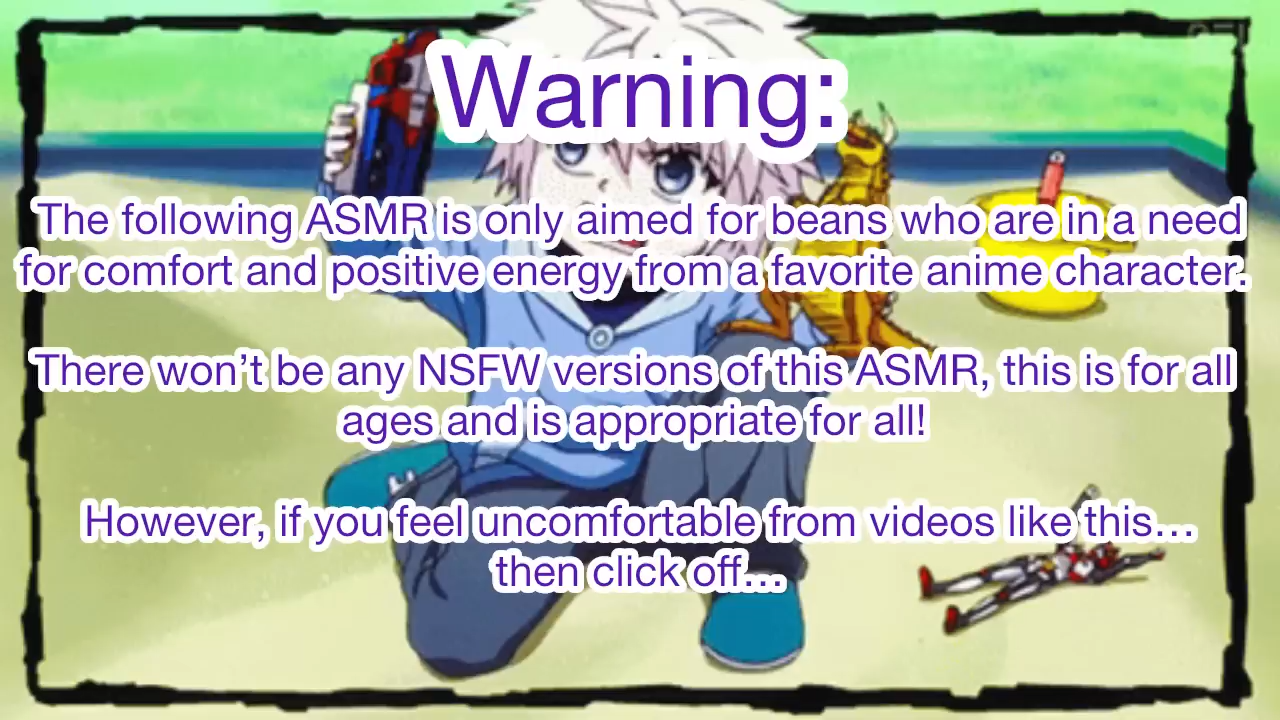 Warning:
The following ASMR is only aimed for beans who are in a need
for comfort and positive energy from a favorite anime character.
There won't be any NSFW versions of this ASMR, this is for all
ages and is appropriate for all!
However, if you feel uncomfortable from videos like this...
then click off...